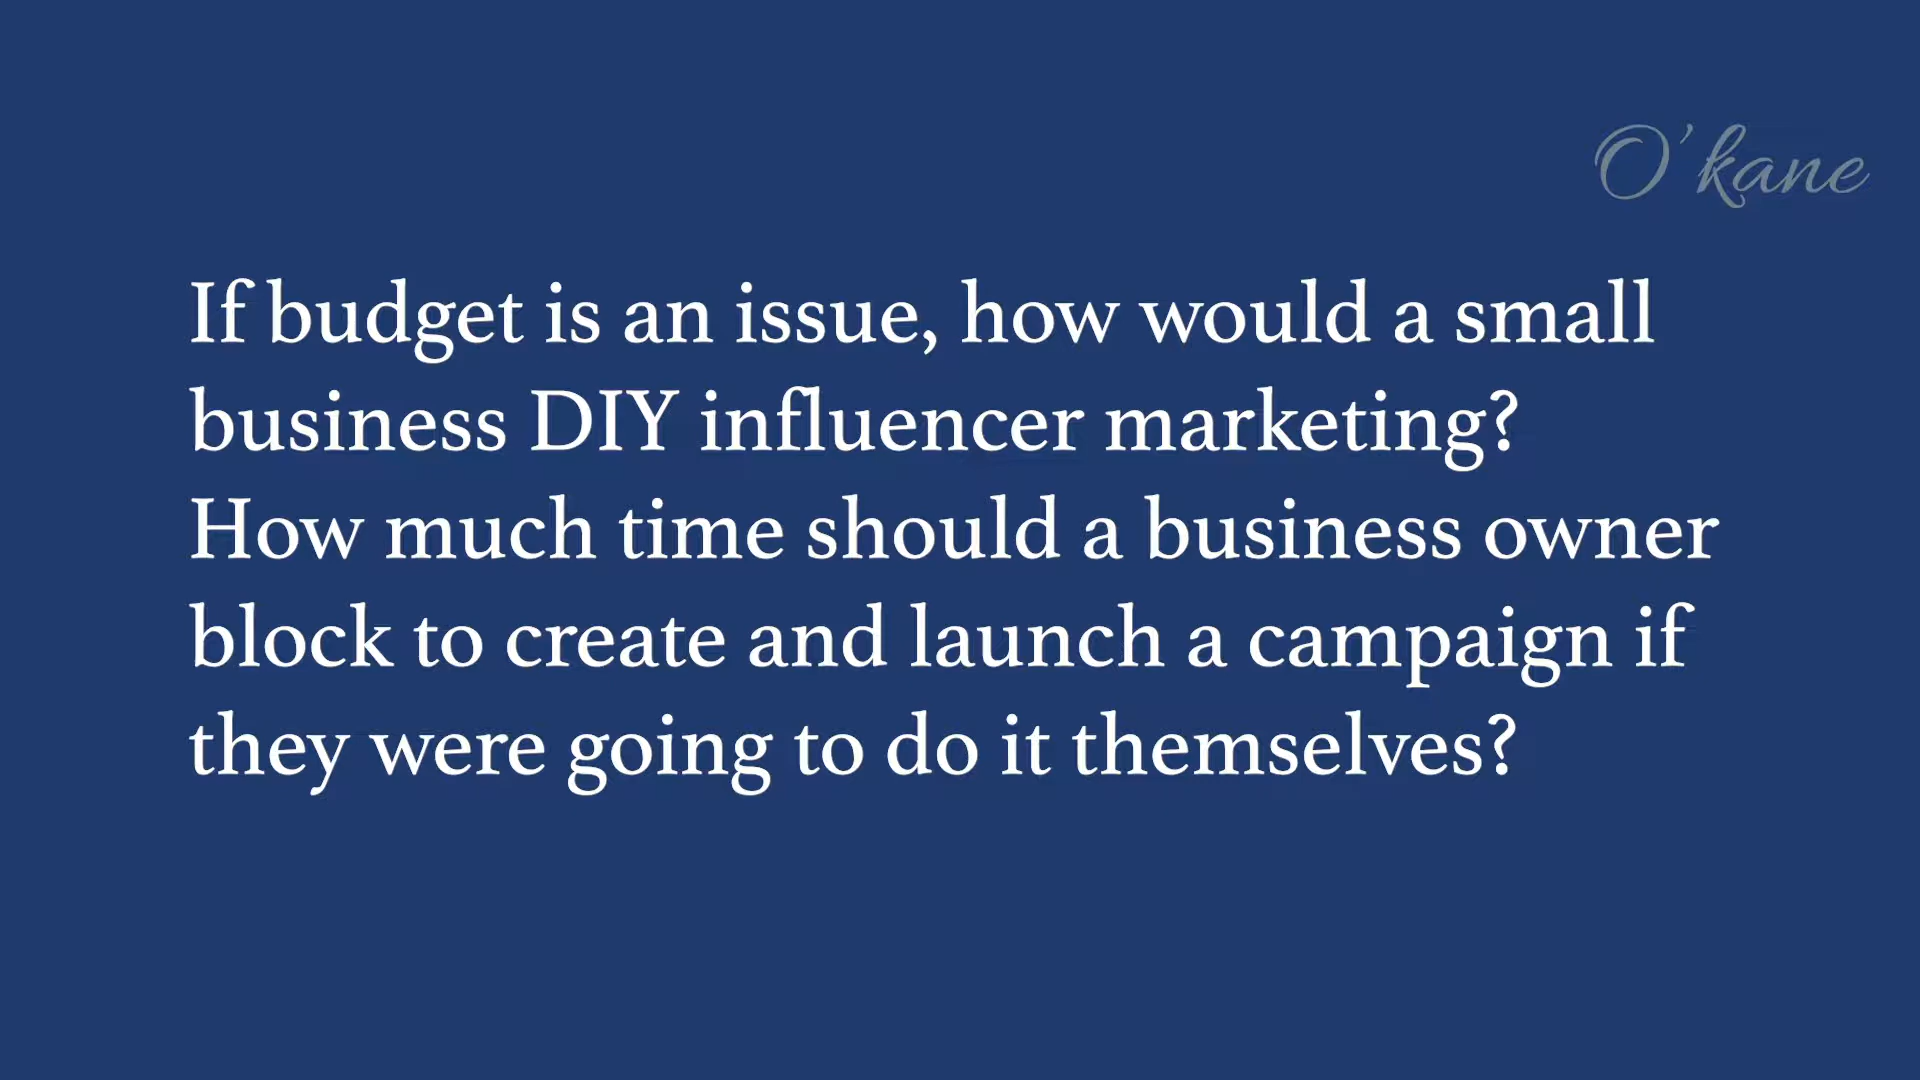 O'kane
If budget is an issue, how would a small
business DIY influencer marketing?
How much time should a business owner
block to create and launch a campaign if
they were going to do it themselves?